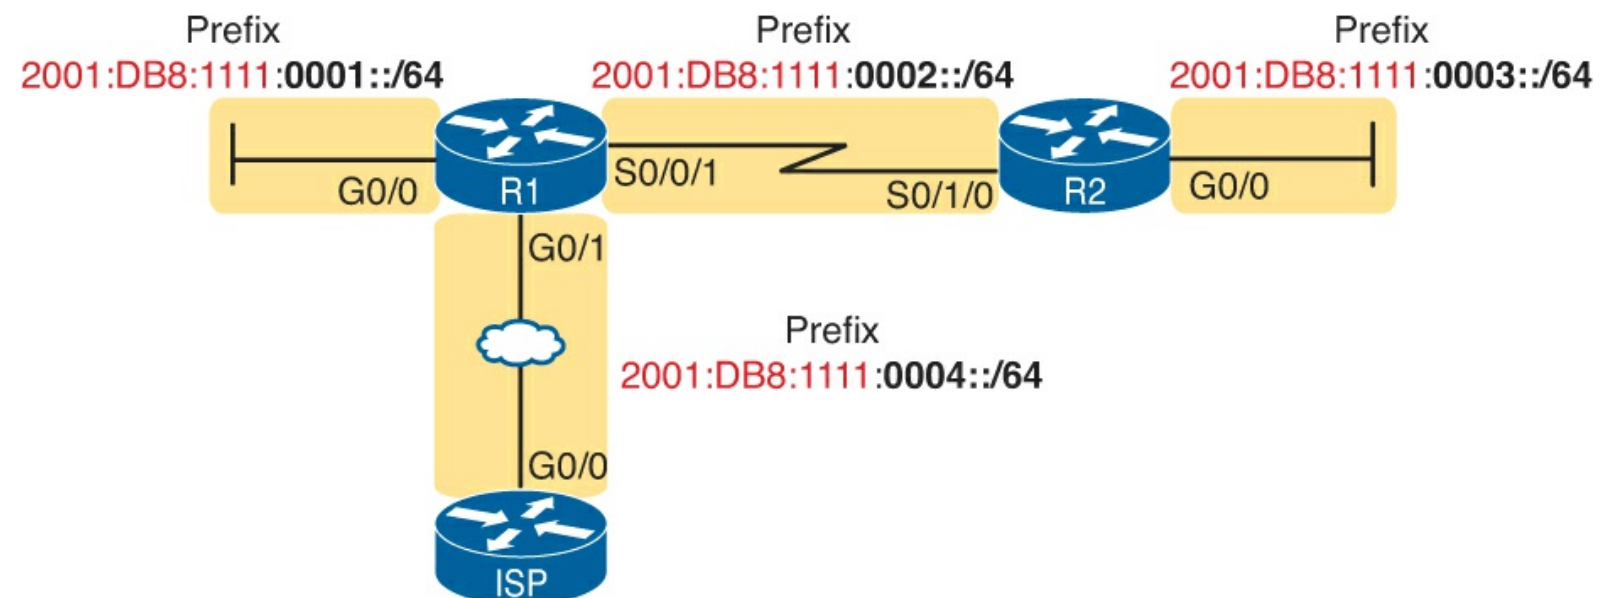 Prefix
2001:DB8:1111:0001::/64
Prefix
2001:DB8:1111:0002::/64
Prefix
2001:DB8:1111:0003::/64
G0/0
R1
S0/0/1
S0/1/0
R2
G0/0
G0/1
Prefix
2001:DB8:1111:0004::/64
G0/0
ISP